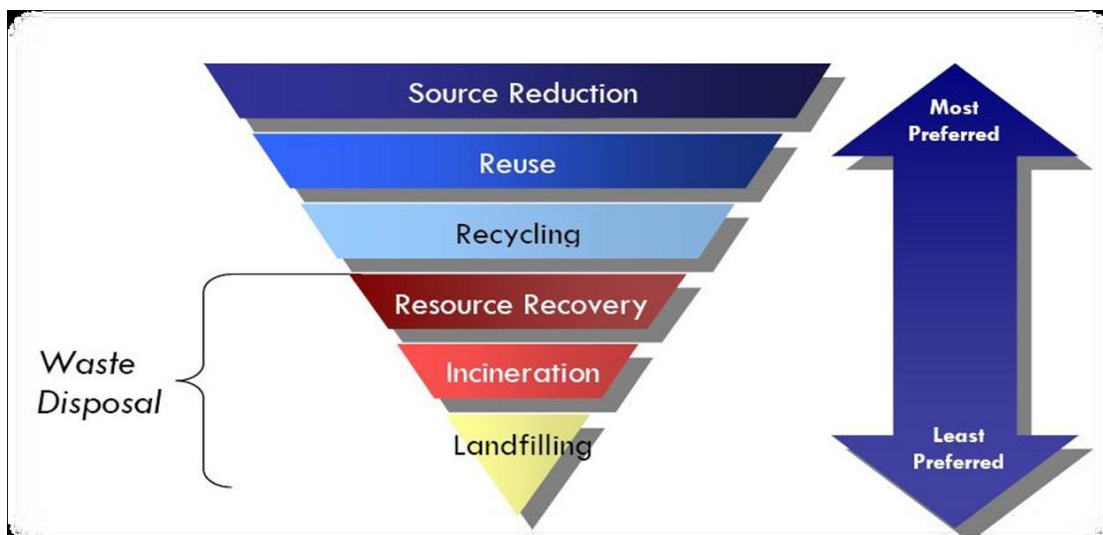 Source Reduction
Most
Preferred
Reuse
Recycling
Resource Recovery
Waste
Disposal
Incineration
Landfilling
Least
Preferred